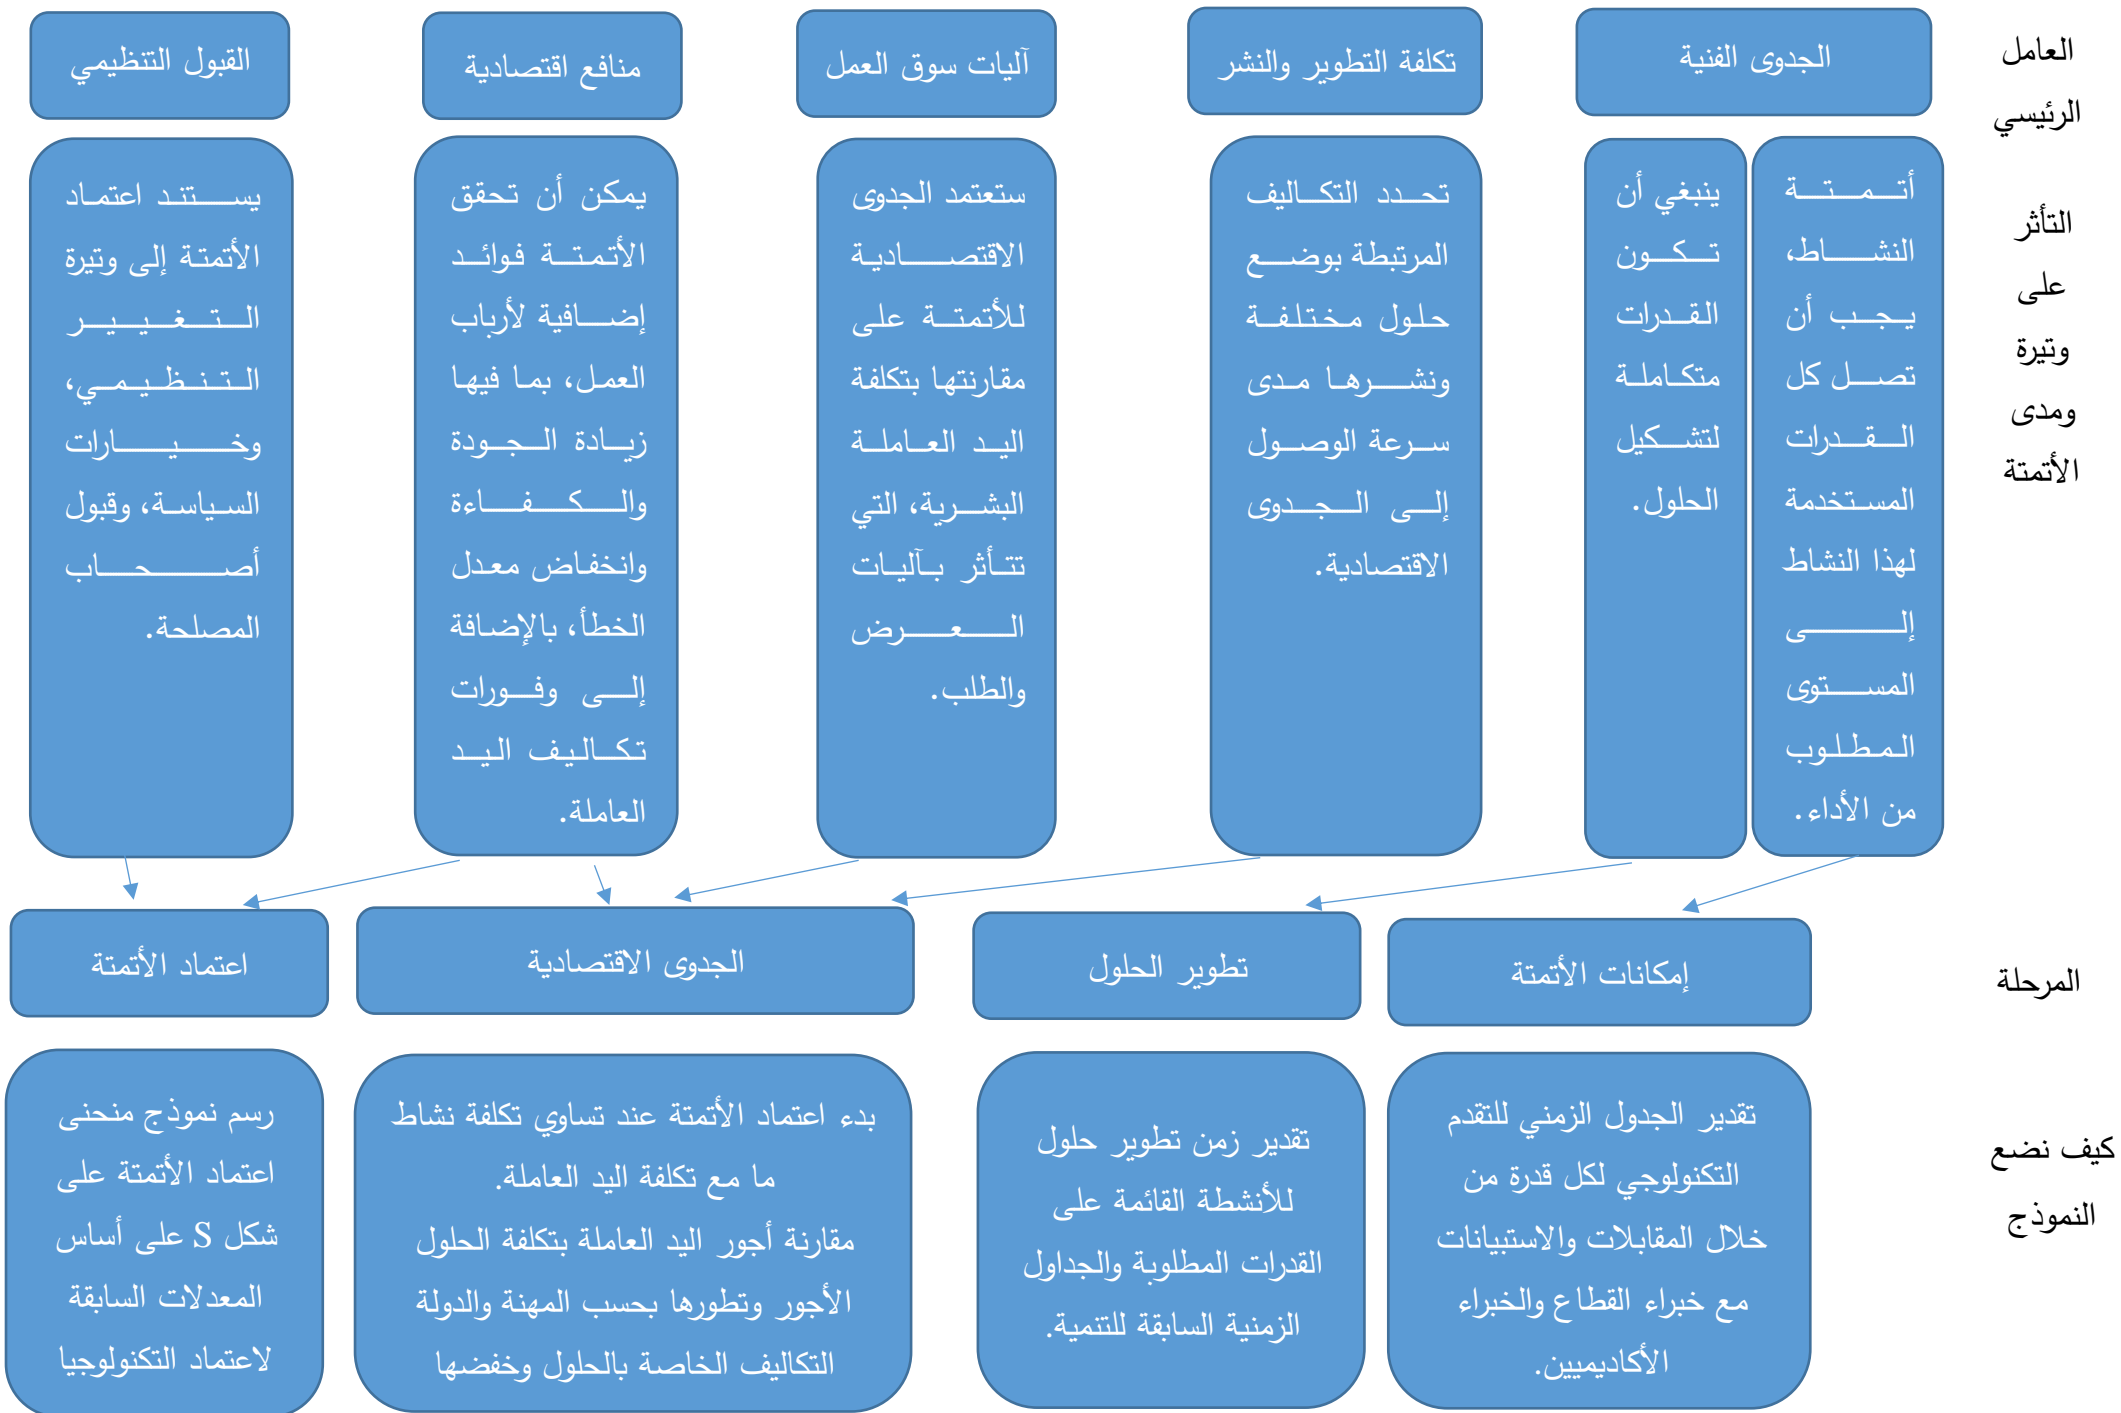 العامل
الرئيسي
الجدوى الفنية
تكلفة التطوير والنشر
آليات سوق العمل
منافع اقتصادية
القبول التنظيمي
التأثر
على
وتيرة
ومدى
الأتمتة
أتمتة
النشاط،
يجب أن
تصل كل
القدرات
المستخدمة
لهذا النشاط
إلى
المستوى
المطلوب
من الأداء.
ينبغي أن
تكون
القدرات
متكاملة
لتشكيل
الحلول.
تحدد التكاليف
المرتبطة بوضع
حلول مختلفة
ونشرها مدى
سرعة الوصول
إلى الجدوى
الاقتصادية.
ستعتمد الجدوى
الاقتصادية
للأتمتة على
مقارنتها بتكلفة
اليد العاملة
البشرية، التي
تتأثر بآليات
العرض
والطلب.
يمكن أن تحقق
الأتمتة فوائد
إضافية لأرباب
العمل، بما فيها
زيادة الجودة
والكفاءة
وانخفاض معدل
الخطأ، بالإضافة
إلى وفورات
تكاليف اليد
العاملة.
يستند اعتماد
الأتمتة إلى وتيرة
التغيير
التنظيمي،
وخيارات
السياسة، وقبول
أصحاب
المصلحة.
المرحلة
إمكانات الأتمتة
تطوير الحلول
الجدوى الاقتصادية
اعتماد الأتمتة
كيف نضع
النموذج
تقدير الجدول الزمني للتقدم
التكنولوجي لكل قدرة من
خلال المقابلات والاستبيانات
مع خبراء القطاع والخبراء
الأكاديميين.
تقدير زمن تطوير حلول
للأنشطة القائمة على
القدرات المطلوبة والجداول
الزمنية السابقة للتنمية.
بدء اعتماد الأتمتة عند تساوي تكلفة نشاط
ما مع تكلفة اليد العاملة.
مقارنة أجور اليد العاملة بتكلفة الحلول
الأجور وتطورها بحسب المهنة والدولة
التكاليف الخاصة بالحلول وخفضها
رسم نموذج منحنى
اعتماد الأتمتة على
شكل S على أساس
المعدلات السابقة
لاعتماد التكنولوجيا